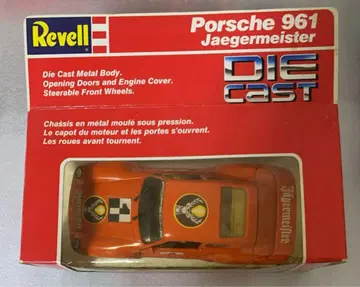 Revell
Porsche 961
Jaegermeister
Die Cast Metal Body.
Opening Doors and Engine Cover.
Steerable Front Wheels.
DIE
CAST
Châssis en métal moulé sous pression.
Le capot du moteur et les portes s'ouvrent.
Les roues avant tournent.
Jägermeister